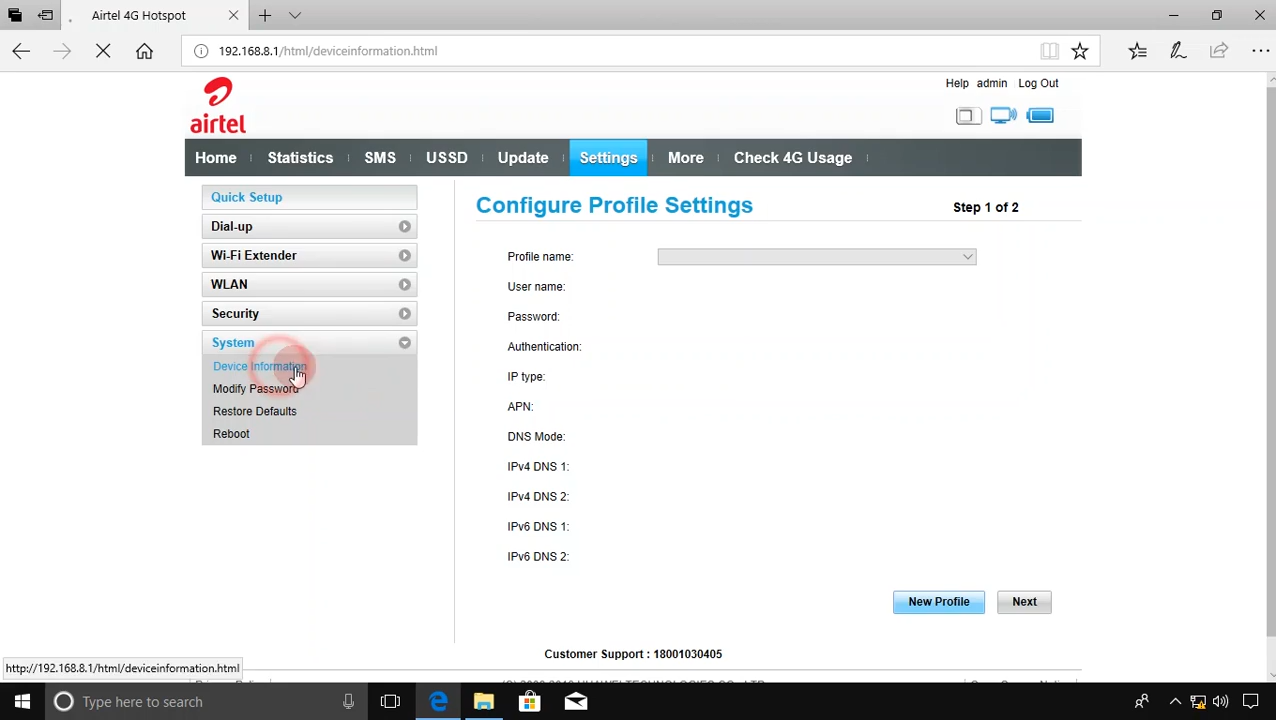 Airtel 4G Hotspot
192.168.8.1/html/deviceinformation.html
airtel
Help admin Log Out
Home Statistics SMS USSD Update Settings More Check 4G Usage
Quick Setup
Dial-up
Wi-Fi Extender
WLAN
Security
System
Device Information
Modify Password
Restore Defaults
Reboot
Configure Profile Settings
Step 1 of 2
Profile name:
User name:
Password:
Authentication:
IP type:
APN:
DNS Mode:
IPv4 DNS 1:
IPv4 DNS 2:
IPv6 DNS 1:
IPv6 DNS 2:
New Profile Next
Customer Support : 18001030405
http://192.168.8.1/html/deviceinformation.html
Type here to search